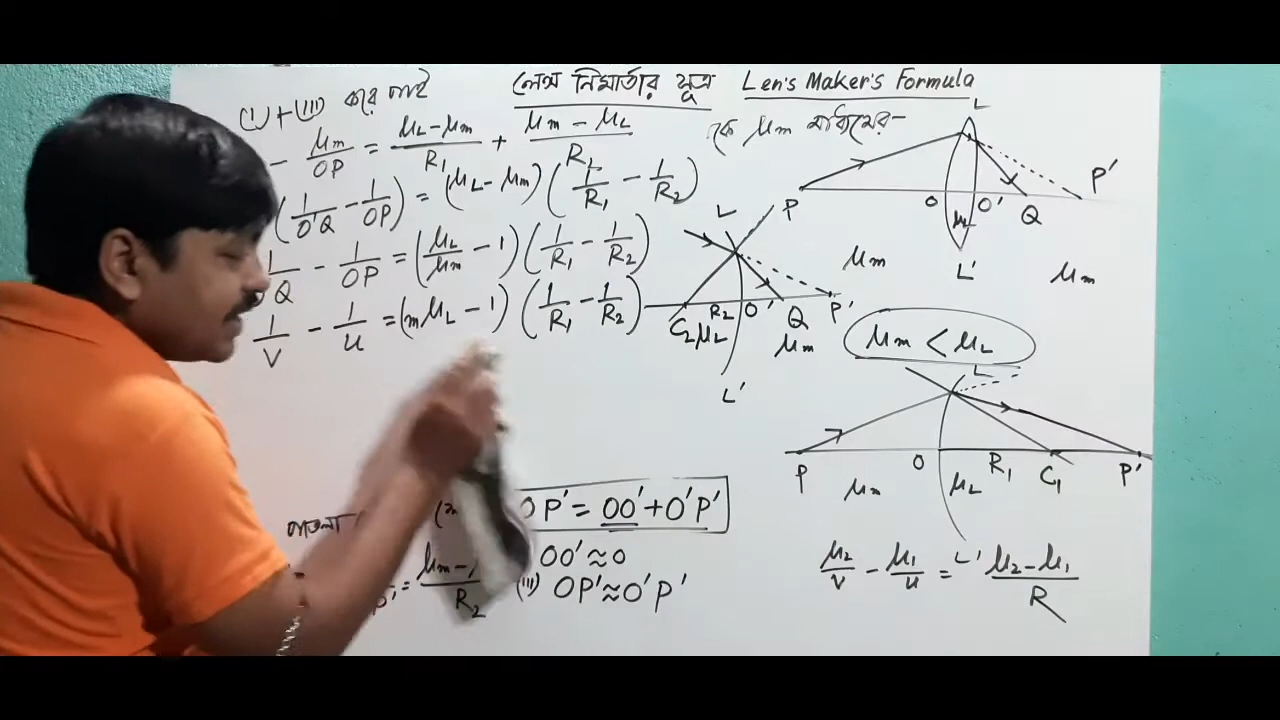 লেন্স নির্মাতার সূত্র Len's Maker's Formula
(i)+(iii) করে পাই
- μm/OP = (μL-μm)/R1 + (μm-μL)/R2
(1/O'Q - 1/OP) = (μL-μm)(1/R1 - 1/R2)
1/O'Q - 1/OP = (μL/μm - 1)(1/R1 - 1/R2)
1/v - 1/u = (mμL - 1)(1/R1 - 1/R2)
OP' = OO' + O'P'
OO' ≈ 0
= (μm- /R2 (iii) OP' ≈ O'P'
কে μm মাধ্যমের-
L
P O μL O' Q P'
μm L' μm
L
C2 μL R2 O' Q P'
μm
L'
μm < μL
L
P O R1 C1 P'
μm μL
L'
μ2/v - μ1/u = (μ2-μ1)/R